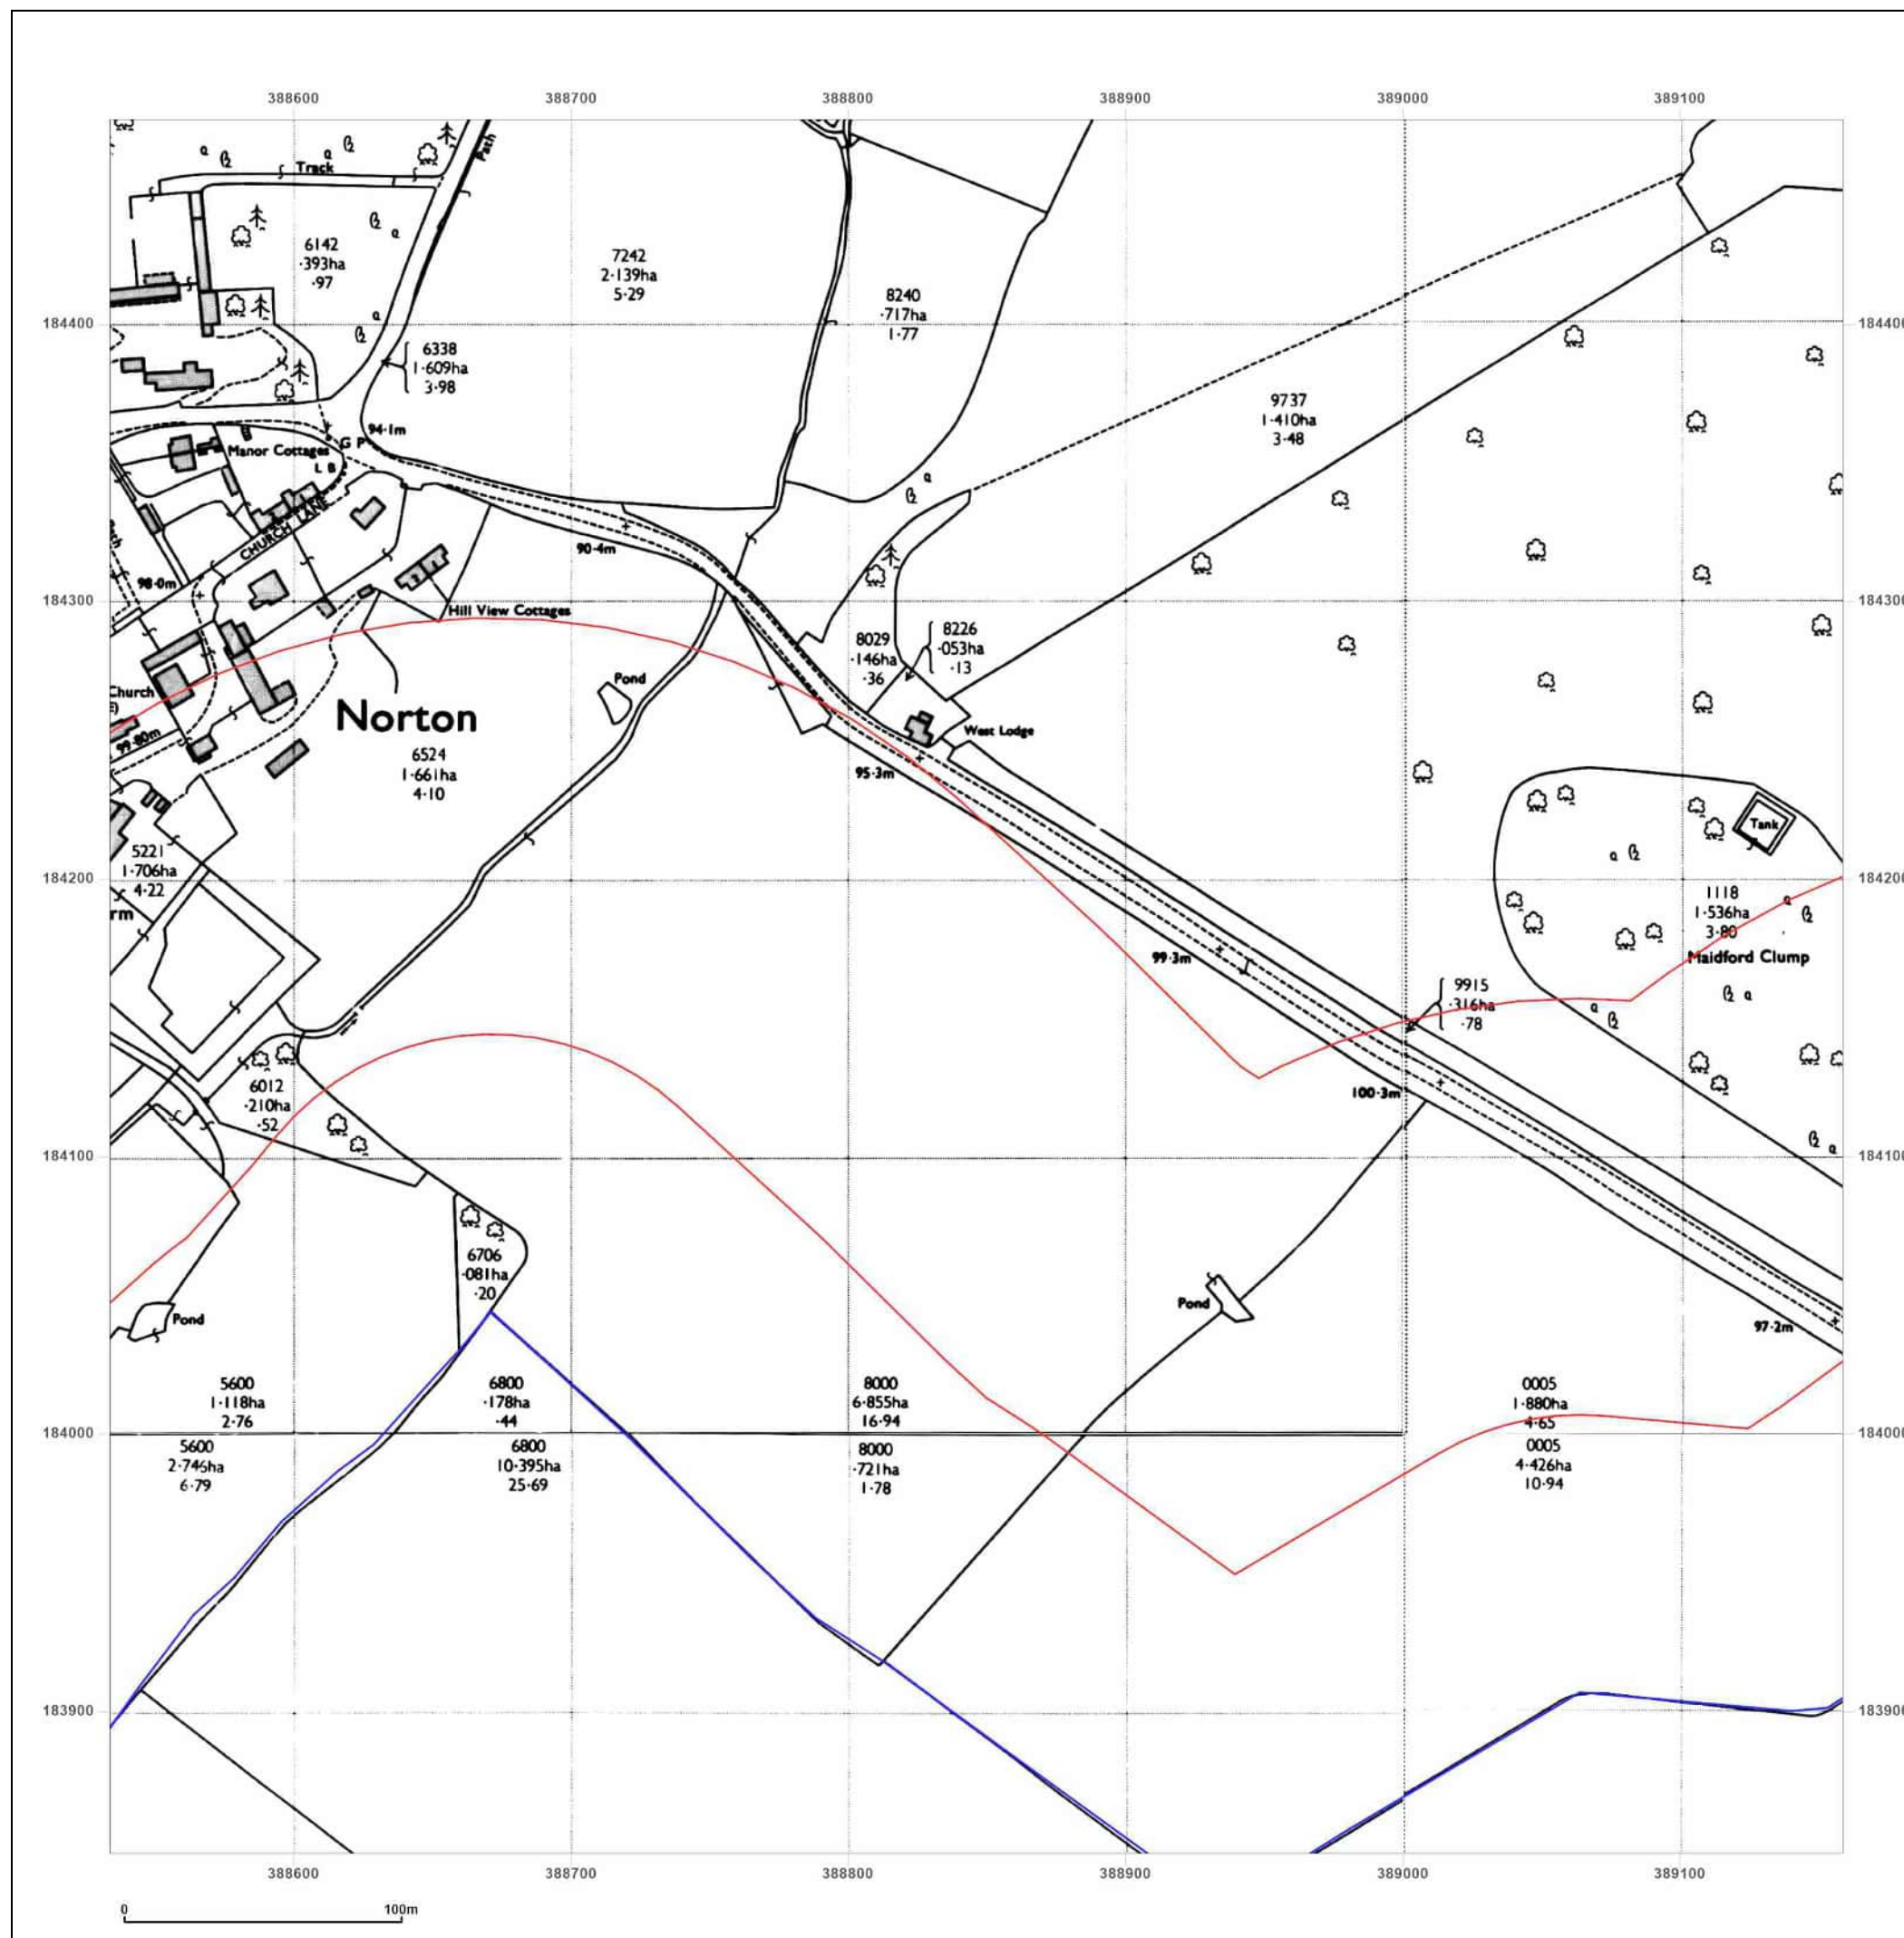 388600 388700 388800 388900 389000 389100
Path
Track
6142
·393ha
·97
7242
2·139ha
5·29
8240
·717ha
1·77
184400
6338
1·609ha
3·98
9737
1·410ha
3·48
94·1m
G P
Manor Cottages
L B
CHURCH LANE
90·4m
98·0m
184300
184300
Hill View Cottages
8029
·146ha
·36
8226
·053ha
·13
Pond
Church
Norton
99·80m
West Lodge
6524
1·661ha
4·10
95·3m
Tank
5221
1·706ha
4·22
rm
184200
1118
1·536ha
3·80
Maidford Clump
99·3m
9915
·316ha
·78
6012
·210ha
·52
100·3m
184100
6706
·081ha
·20
Pond
Pond
97·2m
5600
1·118ha
2·76
6800
·178ha
·44
8000
6·855ha
16·94
0005
1·880ha
4·65
184000
5600
2·746ha
6·79
6800
10·395ha
25·69
8000
·721ha
1·78
0005
4·426ha
10·94
183900
388600 388700 388800 388900 389000 389100
0 100m